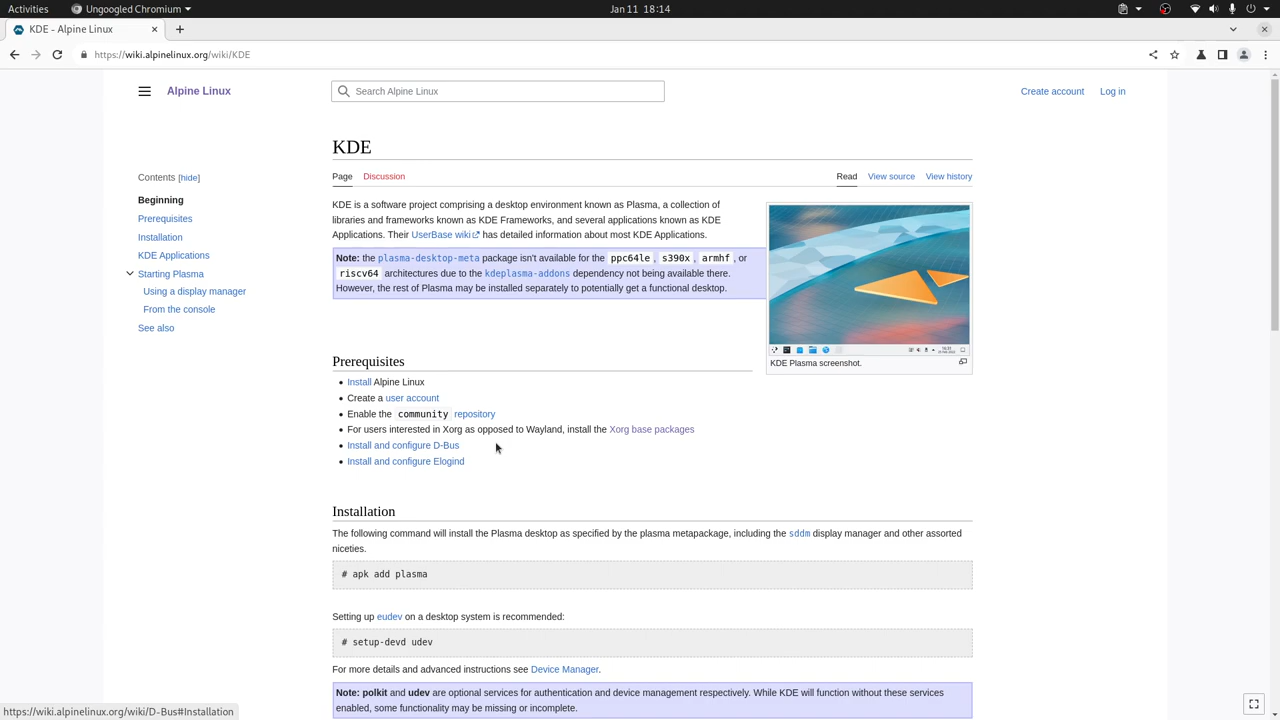 Activities
Ungoogled Chromium
Jan 11 18:14
KDE - Alpine Linux
https://wiki.alpinelinux.org/wiki/KDE
Alpine Linux
Search Alpine Linux
Create account
Log in
Contents [hide]
Beginning
Prerequisites
Installation
KDE Applications
Starting Plasma
Using a display manager
From the console
See also
KDE
Page
Discussion
Read
View source
View history
KDE is a software project comprising a desktop environment known as Plasma, a collection of
libraries and frameworks known as KDE Frameworks, and several applications known as KDE
Applications. Their UserBase wiki has detailed information about most KDE Applications.
Note: the plasma-desktop-meta package isn't available for the ppc64le, s390x, armhf, or
riscv64 architectures due to the kdeplasma-addons dependency not being available there.
However, the rest of Plasma may be installed separately to potentially get a functional desktop.
KDE Plasma screenshot.
Prerequisites
Install Alpine Linux
Create a user account
Enable the community repository
For users interested in Xorg as opposed to Wayland, install the Xorg base packages
Install and configure D-Bus
Install and configure Elogind
Installation
The following command will install the Plasma desktop as specified by the plasma metapackage, including the sddm display manager and other assorted
niceties.
# apk add plasma
Setting up eudev on a desktop system is recommended:
# setup-devd udev
For more details and advanced instructions see Device Manager.
Note: polkit and udev are optional services for authentication and device management respectively. While KDE will function without these services
enabled, some functionality may be missing or incomplete.
https://wiki.alpinelinux.org/wiki/D-Bus#Installation